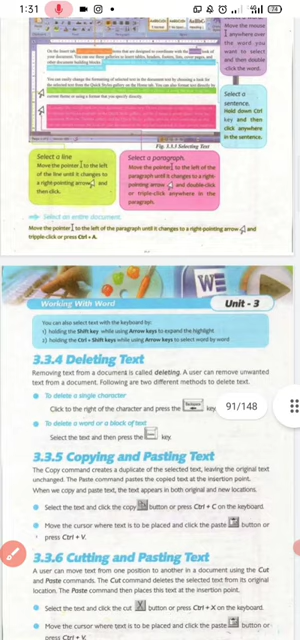 1:31
74
Move the mouse
I anywhere over
the word you
want to select
and then double
click the word.
Select a
sentence.
Hold down Ctrl
key and then
click anywhere
in the sentence.
Fig. 3.3.3 Selecting Text
Select a line
Move the pointer to the left
of the line until it changes to
a right-pointing arrow and
then click.
Select a paragraph.
Move the pointer to the left of the
paragraph until it changes to a right-
pointing arrow and double-click
or triple-click anywhere in the
paragraph.
Select an entire document.
Move the pointer to the left of the paragraph until it changes to a right-pointing arrow and
tripple-click or press Ctrl + A.
W
Working With Word
Unit - 3
You can also select text with the keyboard by:
1) holding the Shift key while using Arrow keys to expand the highlight
2) holding the Ctrl + Shift keys while using Arrow keys to select word by word
3.3.4 Deleting Text
Removing text from a document is called deleting. A user can remove unwanted
text from a document. Following are two different methods to delete text.
To delete a single character
Click to the right of character and press the key.
91/148
To delete a word or a block of text
Select the text and then press the key.
3.3.5 Copying and Pasting Text
The Copy command creates a duplicate of the selected text, leaving the original text
unchanged. The Paste command pastes the copied text at the insertion point.
When we copy and paste text, the text appears in both original and new locations.
Select the text and click the copy button or press Ctrl + C on the keyboard.
Move the cursor where text is to be placed and click the paste button or
press Ctrl + V.
3.3.6 Cutting and Pasting Text
A user can move text from one position to another in a document using the Cut
and Paste commands. The Cut command deletes the selected text from its original
location. The Paste command then places this text at the insertion point.
Select the text and click the cut button or press Ctrl + X on the keyboard.
Move the cursor where text is to be placed and click the paste button or
press Ctrl + V.